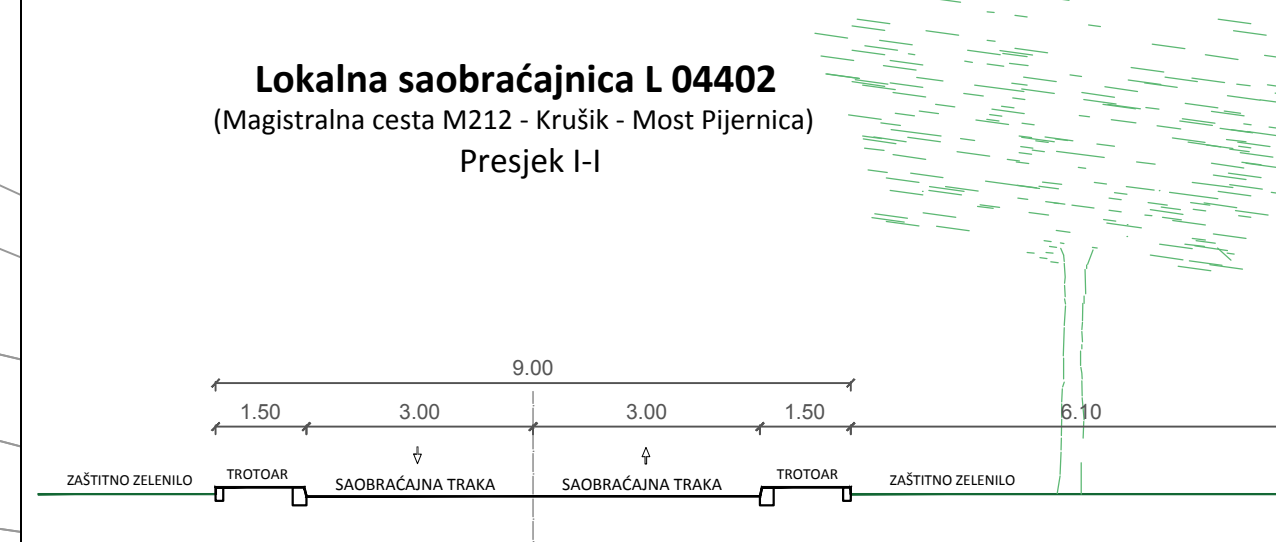 Lokalna saobraćajnica L 04402
(Magistralna cesta M212 - Krušik - Most Pijernica)
Presjek I-I
9.00
1.50 3.00 3.00 1.50 6.10
ZAŠTITNO ZELENILO TROTOAR SAOBRAĆAJNA TRAKA SAOBRAĆAJNA TRAKA TROTOAR ZAŠTITNO ZELENILO